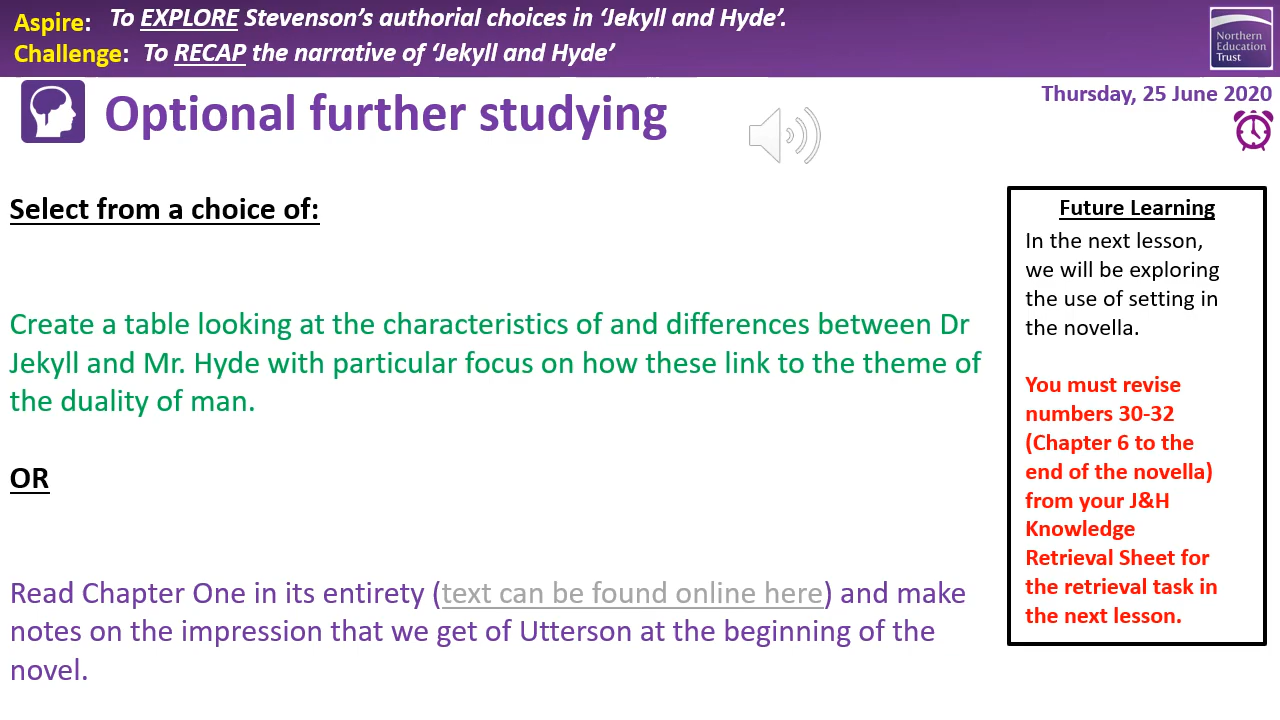 Aspire: To EXPLORE Stevenson’s authorial choices in ‘Jekyll and Hyde’.
Challenge: To RECAP the narrative of ‘Jekyll and Hyde’
Northern
Education
Trust
Optional further studying
Thursday, 25 June 2020
Select from a choice of:
Create a table looking at the characteristics of and differences between Dr
Jekyll and Mr. Hyde with particular focus on how these link to the theme of
the duality of man.
OR
Read Chapter One in its entirety (text can be found online here) and make
notes on the impression that we get of Utterson at the beginning of the
novel.
Future Learning
In the next lesson,
we will be exploring
the use of setting in
the novella.
You must revise
numbers 30-32
(Chapter 6 to the
end of the novella)
from your J&H
Knowledge
Retrieval Sheet for
the retrieval task in
the next lesson.